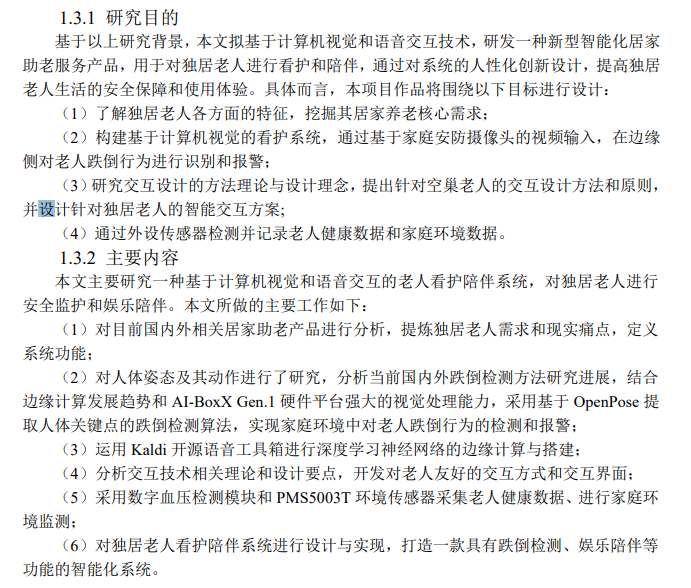 1.3.1 研究目的
基于以上研究背景，本文拟基于计算机视觉和语音交互技术，研发一种新型智能化居家
助老服务产品，用于对独居老人进行看护和陪伴，通过对系统的人性化创新设计，提高独居
老人生活的安全保障和使用体验。具体而言，本项目作品将围绕以下目标进行设计：
（1）了解独居老人各方面的特征，挖掘其居家养老核心需求；
（2）构建基于计算机视觉的看护系统，通过基于家庭安防摄像头的视频输入，在边缘
侧对老人跌倒行为进行识别和报警；
（3）研究交互设计的方法理论与设计理念，提出针对空巢老人的交互设计方法和原则，
并设计针对独居老人的智能交互方案;
（4）通过外设传感器检测并记录老人健康数据和家庭环境数据。
1.3.2 主要内容
本文主要研究一种基于计算机视觉和语音交互的老人看护陪伴系统，对独居老人进行
安全监护和娱乐陪伴。本文所做的主要工作如下：
（1）对目前国内外相关居家助老产品进行分析，提炼独居老人需求和现实痛点，定义
系统功能；
（2）对人体姿态及其动作进行了研究，分析当前国内外跌倒检测方法研究进展，结合
边缘计算发展趋势和 AI-BoxX Gen.1 硬件平台强大的视觉处理能力，采用基于 OpenPose 提
取人体关键点的跌倒检测算法，实现家庭环境中对老人跌倒行为的检测和报警；
（3）运用 Kaldi 开源语音工具箱进行深度学习神经网络的边缘计算与搭建；
（4）分析交互技术相关理论和设计要点，开发对老人友好的交互方式和交互界面；
（5）采用数字血压检测模块和 PMS5003T 环境传感器采集老人健康数据、进行家庭环
境监测；
（6）对独居老人看护陪伴系统进行设计与实现，打造一款具有跌倒检测、娱乐陪伴等
功能的智能化系统。